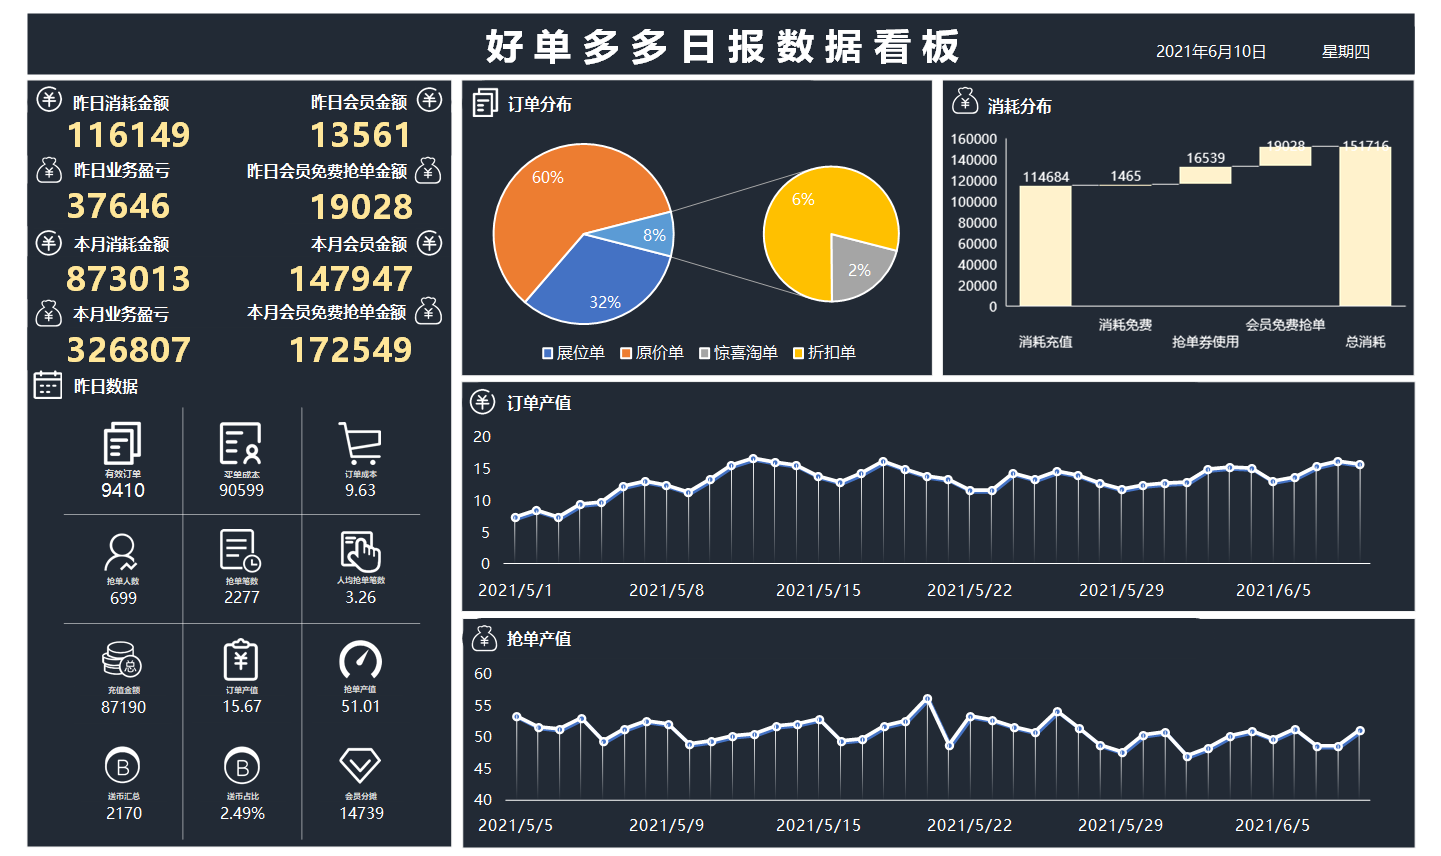 好单多多日报数据看板
2021年6月10日 星期四
昨日消耗金额 昨日会员金额
116149 13561
昨日业务盈亏 昨日会员免费抢单金额
37646 19028
本月消耗金额 本月会员金额
873013 147947
本月业务盈亏 本月会员免费抢单金额
326807 172549
昨日数据
有效订单 买单成本 订单成本
9410 90599 9.63
抢单人数 抢单笔数 人均抢单笔数
699 2277 3.26
总
充值金额 订单产值 抢单产值
87190 15.67 51.01
B B
送币汇总 送币占比 会员分摊
2170 2.49% 14739
订单分布
60%
8%
32%
6%
2%
展位单 原价单 惊喜淘单 折扣单
消耗分布
160000
140000
120000
100000
80000
60000
40000
20000
0
114684 1465 16539 19028 151716
消耗充值 消耗免费 抢单券使用 会员免费抢单 总消耗
订单产值
20
15
10
5
0
2021/5/1 2021/5/8 2021/5/15 2021/5/22 2021/5/29 2021/6/5
抢单产值
60
55
50
45
40
2021/5/5 2021/5/9 2021/5/15 2021/5/22 2021/5/29 2021/6/5